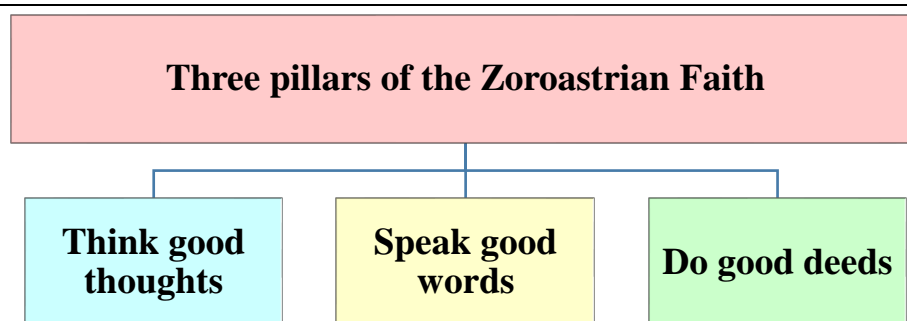 Three pillars of the Zoroastrian Faith
Think good
thoughts
Speak good
words
Do good deeds